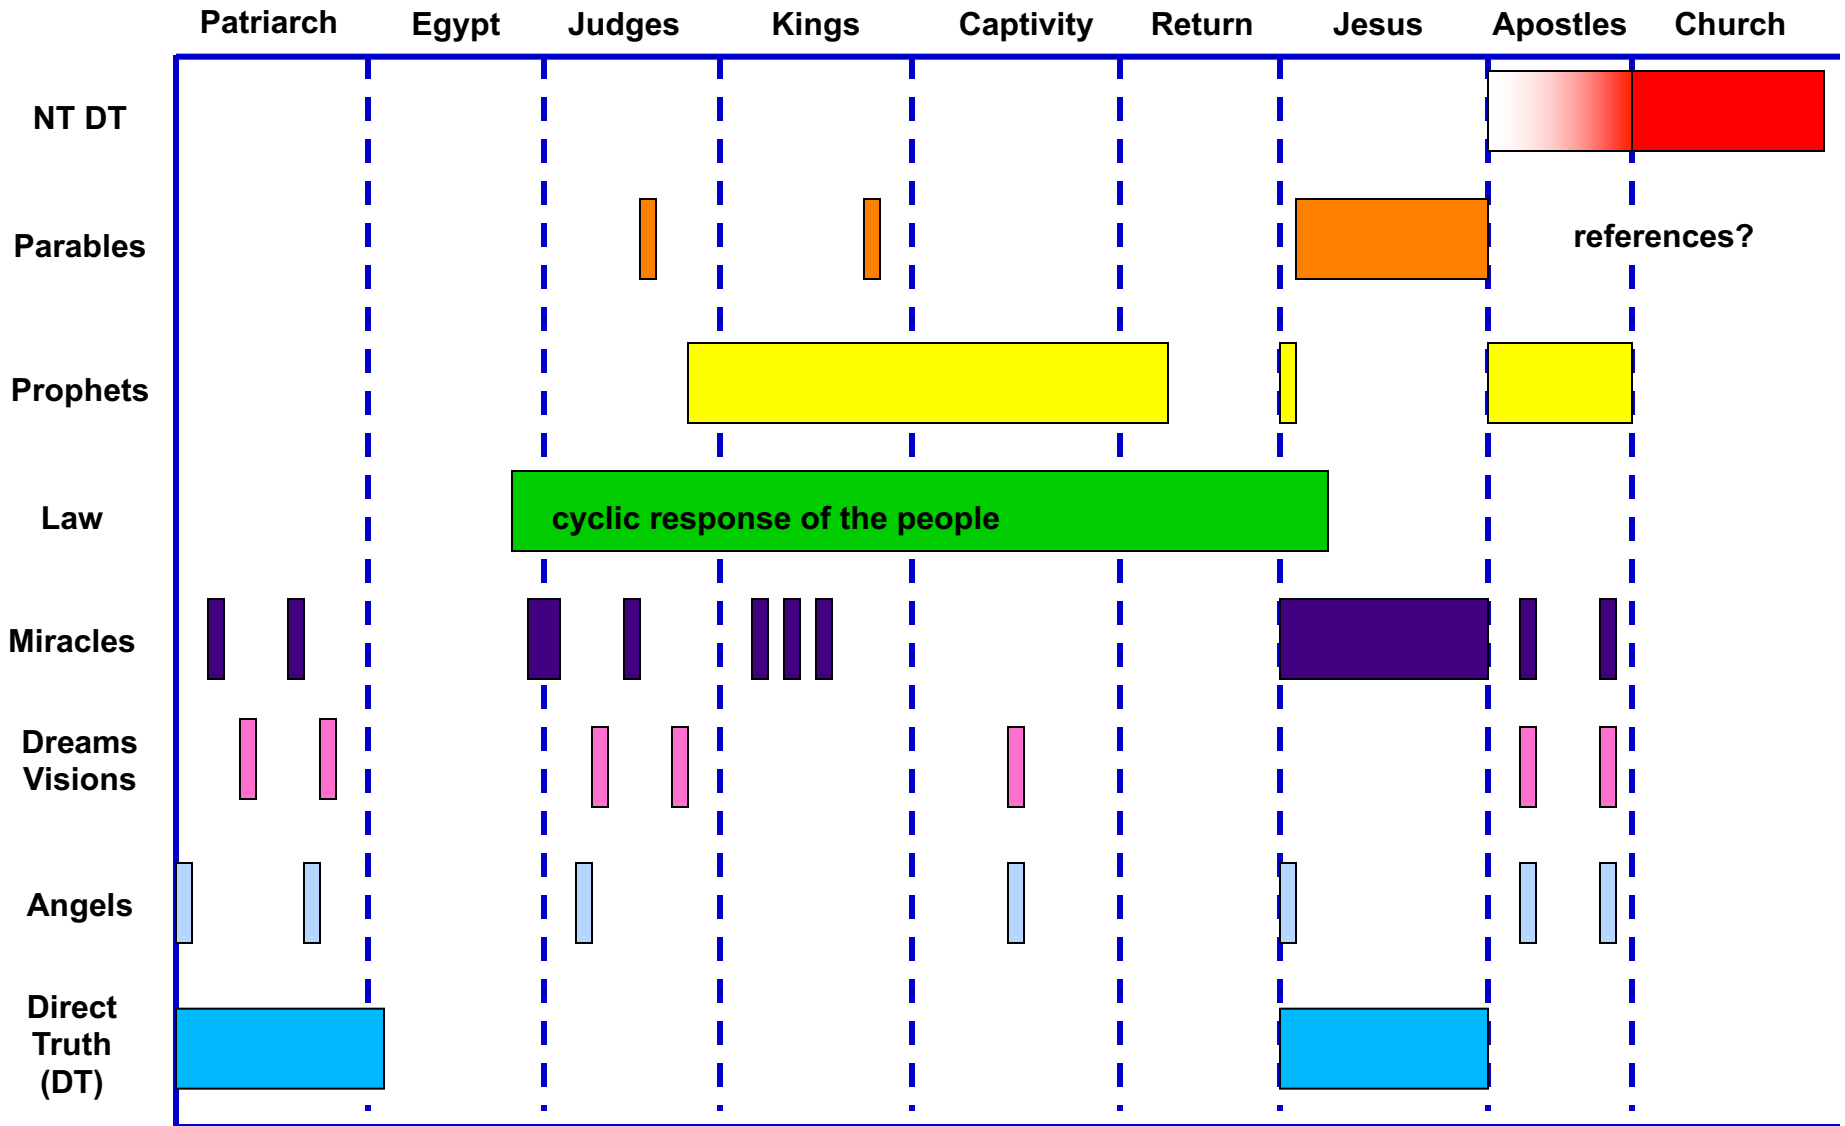 Patriarch Egypt Judges Kings Captivity Return Jesus Apostles Church
NT DT
Parables
references?
Prophets
Law
cyclic response of the people
Miracles
Dreams
Visions
Angels
Direct
Truth
(DT)